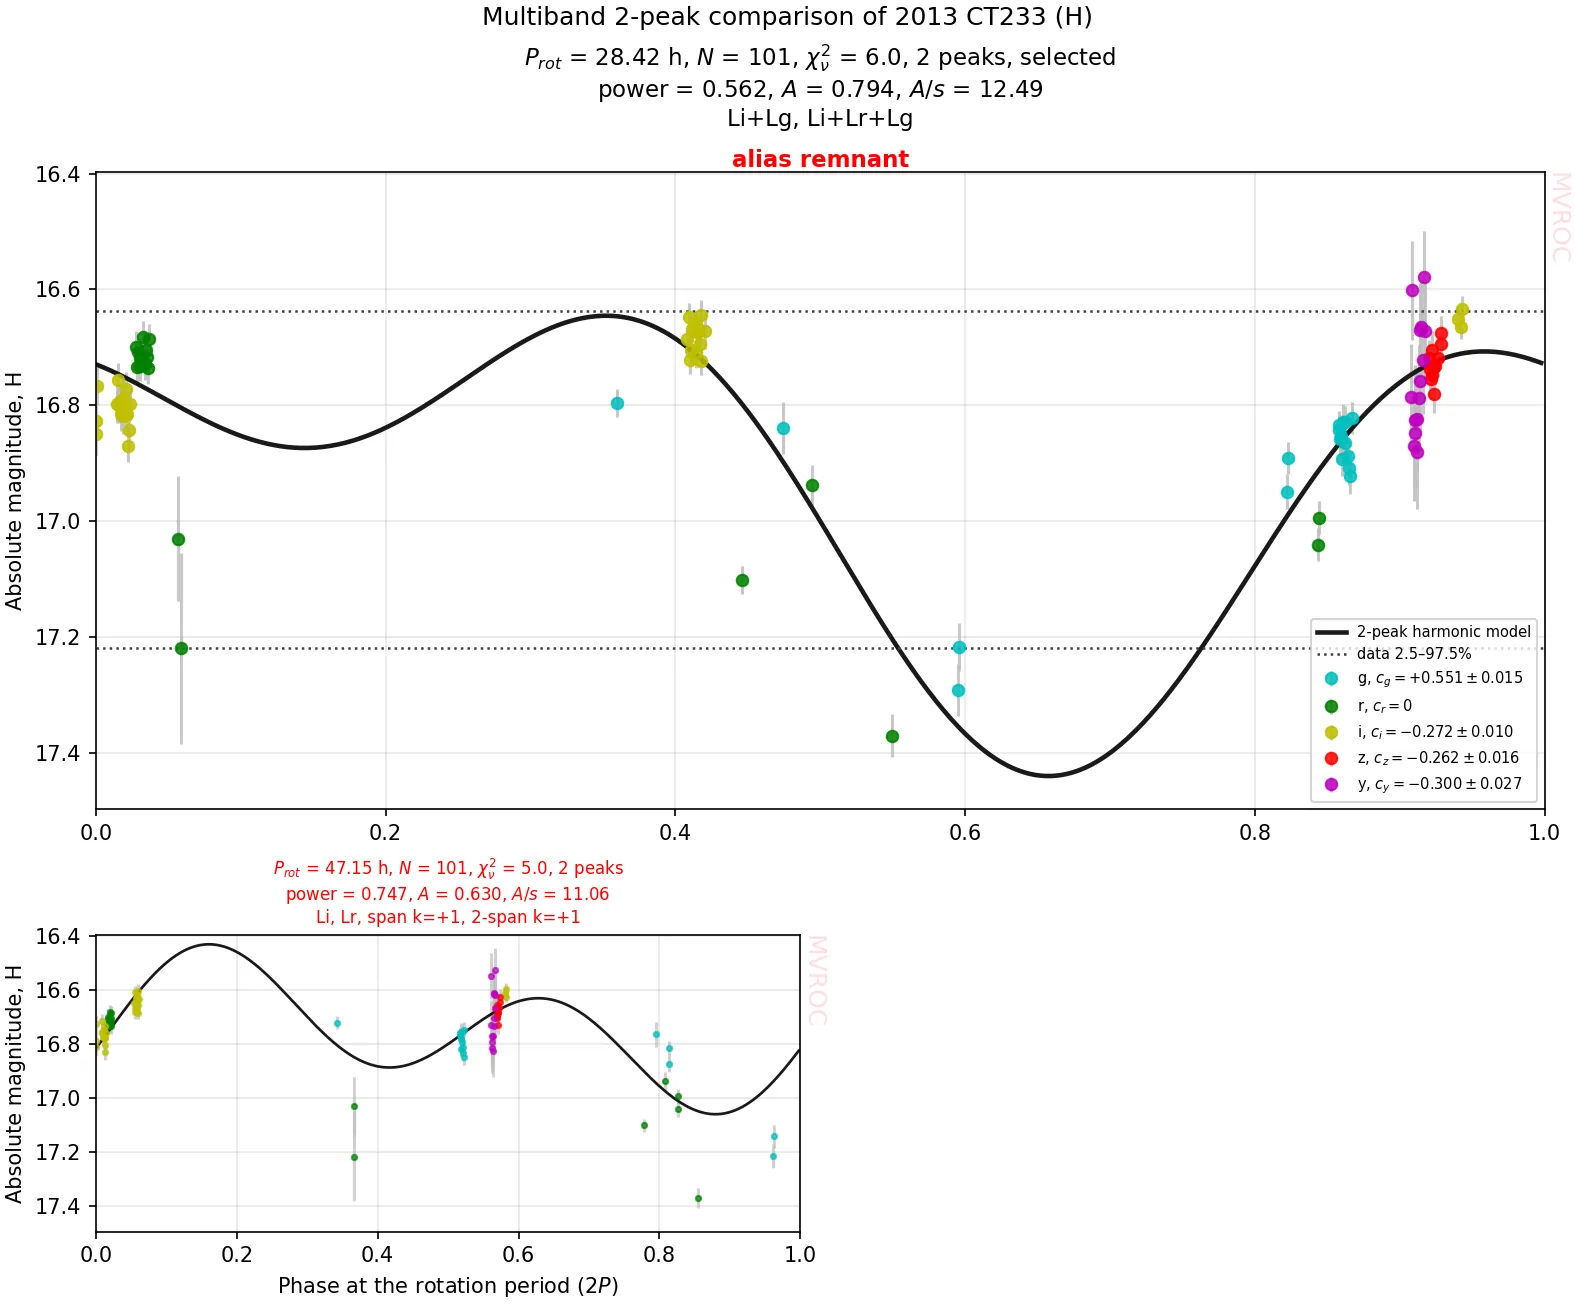 Multiband 2-peak comparison of 2013 CT233 (H)
P_rot = 28.42 h, N = 101, χ²_ν = 6.0, 2 peaks, selected
power = 0.562, A = 0.794, A/s = 12.49
Li+Lg, Li+Lr+Lg
alias remnant
MVROC
Absolute magnitude, H
16.4
16.6
16.8
17.0
17.2
17.4
2-peak harmonic model
data 2.5–97.5%
g, c_g = +0.551 ± 0.015
r, c_r = 0
i, c_i = −0.272 ± 0.010
z, c_z = −0.262 ± 0.016
y, c_y = −0.300 ± 0.027
0.0 0.2 0.4 0.6 0.8 1.0
P_rot = 47.15 h, N = 101, χ²_ν = 5.0, 2 peaks
power = 0.747, A = 0.630, A/s = 11.06
Li, Lr, span k=+1, 2-span k=+1
MVROC
Absolute magnitude, H
16.4
16.6
16.8
17.0
17.2
17.4
0.0 0.2 0.4 0.6 0.8 1.0
Phase at the rotation period (2P)